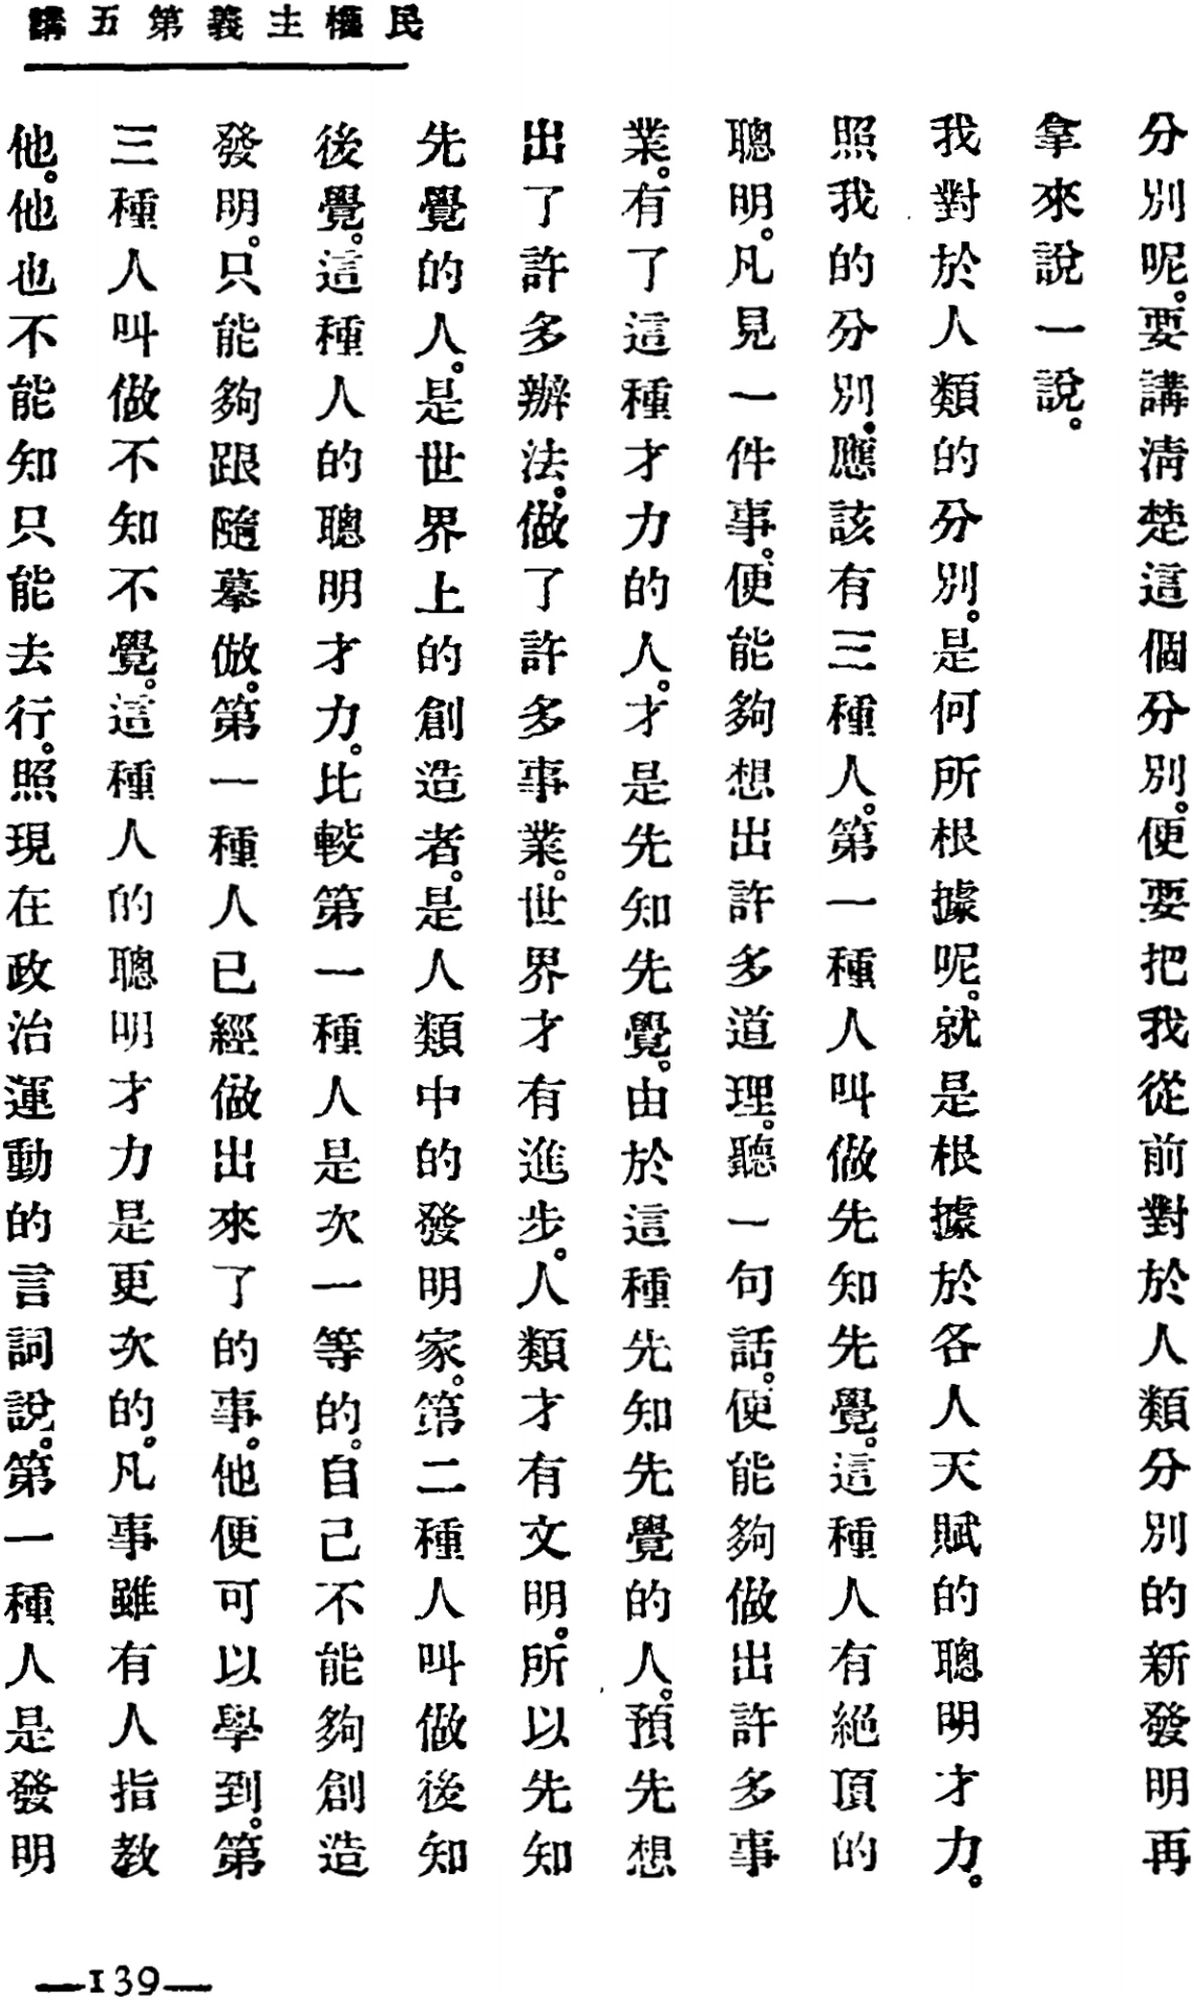 民權主義第五講
分別呢。要講淸楚這個分別。便要把我從前對於人類分別的新發明再
拿來說一說。
我對於人類的分別。是何所根據呢。就是根據於各人天賦的聰明才力。
照我的分別。應該有三種人。第一種人叫做先知先覺。這種人有絕頂的
聰明。凡見一件事。便能夠想出許多道理。聽一句話。便能夠做出許多事
業。有了這種才力的人。才是先知先覺。由於這種先知先覺的人。預先想
出了許多辦法。做了許多事業。世界才有進步。人類才有文明。所以先知
先覺的人。是世界上的創造者。是人類中的發明家。第二種人叫做後知
後覺。這種人的聰明才力。比較第一種人是次一等的。自己不能夠創造
發明。只能夠跟隨摹倣。第一種人已經做出來了的事。他便可以學到。第
三種人叫做不知不覺。這種人的聰明才力是更次的。凡事雖有人指敎
他。他也不能知只能去行。照現在政治運動的言詞說。第一種人是發明
—139—